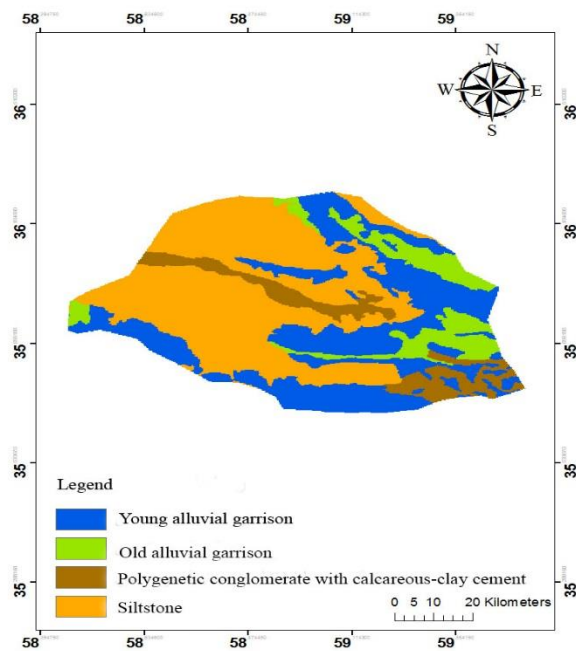 58 58 58 59 59
N
W E
S
36
36
35
35
35
36
36
35
35
35
Legend
Young alluvial garrison
Old alluvial garrison
Polygenetic conglomerate with calcareous-clay cement
Siltstone
0 5 10 20 Kilometers
58 58 58 59 59